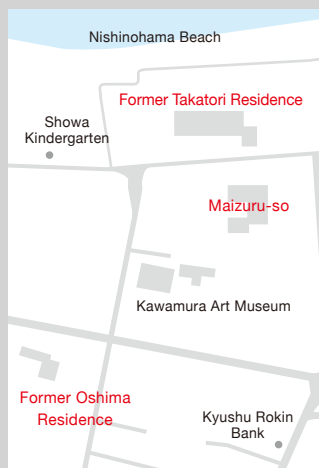 Nishinohama Beach
Former Takatori Residence
Showa
Kindergarten
Maizuru-so
Kawamura Art Museum
Former Oshima
Residence
Kyushu Rokin
Bank